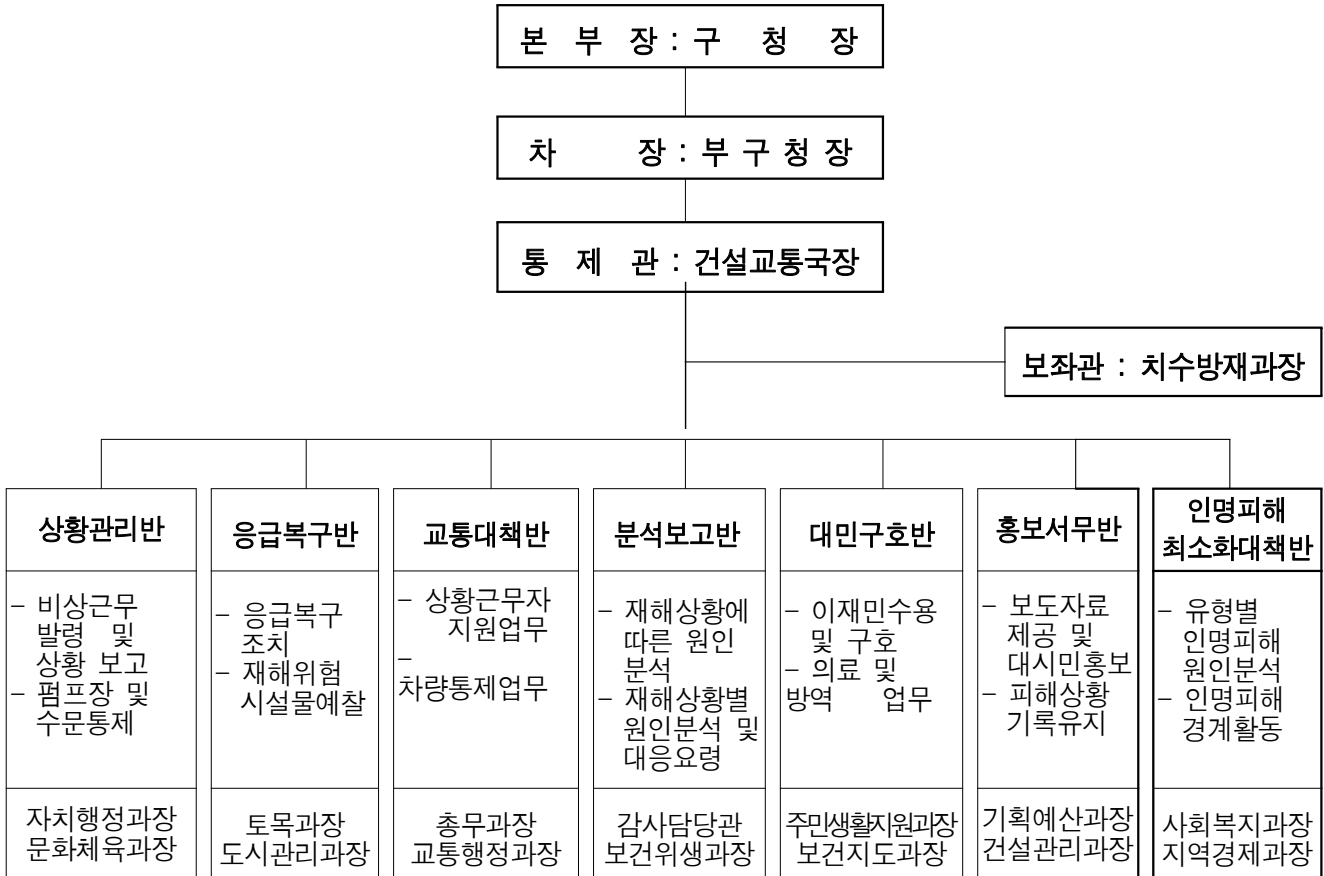 본 부 장 : 구 청 장
차 장 : 부 구 청 장
통 제 관 : 건설교통국장
보좌관 : 치수방재과장
상황관리반
- 비상근무
발령 및
상황 보고
- 펌프장 및
수문통제
자치행정과장
문화체육과장
응급복구반
- 응급복구
조치
- 재해위험
시설물예찰
토목과장
도시관리과장
교통대책반
- 상황근무자
지원업무
-
차량통제업무
총무과장
교통행정과장
분석보고반
- 재해상황에
따른 원인
분석
- 재해상황별
원인분석 및
대응요령
감사담당관
보건위생과장
대민구호반
- 이재민수용
및 구호
- 의료 및
방역 업무
주민생활지원과장
보건지도과장
홍보서무반
- 보도자료
제공 및
대시민홍보
- 피해상황
기록유지
기획예산과장
건설관리과장
인명피해
최소화대책반
- 유형별
인명피해
원인분석
- 인명피해
경계활동
사회복지과장
지역경제과장